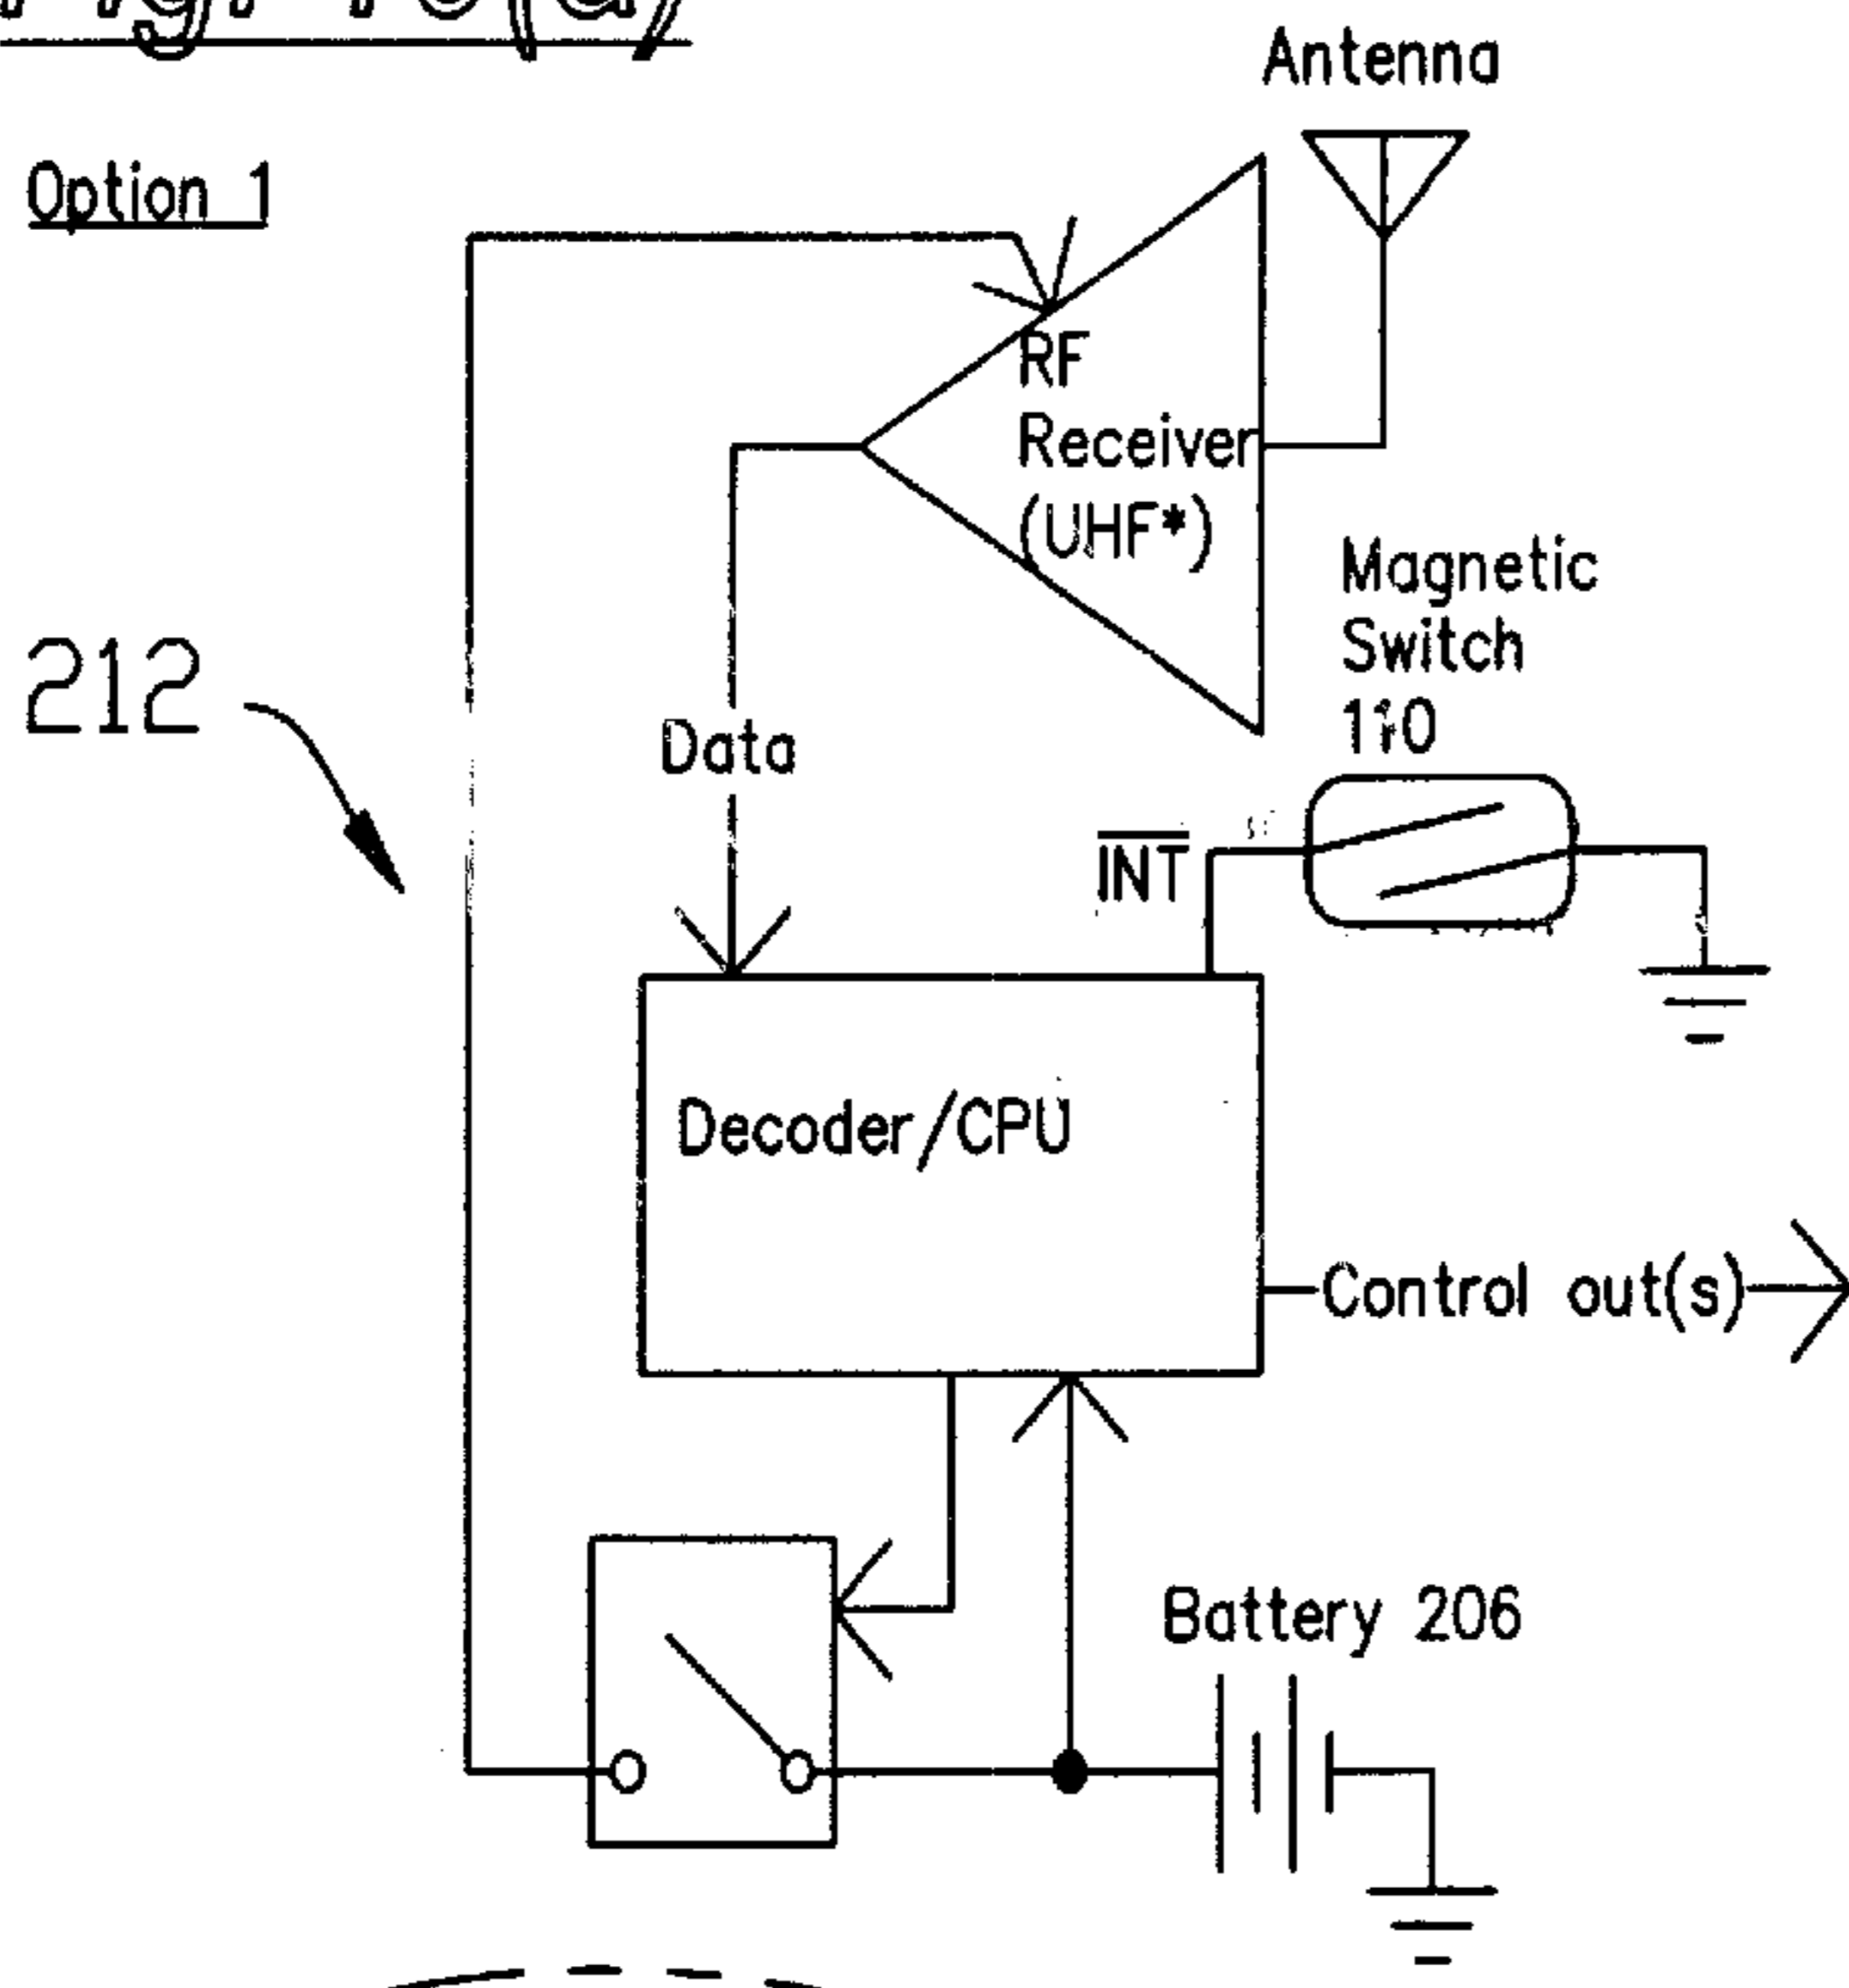 Antenna
Option 1
RF
Receiver
(UHF*)
Magnetic
Switch
110
212
Data
INT
Decoder/CPU
Control out(s)
Battery 206